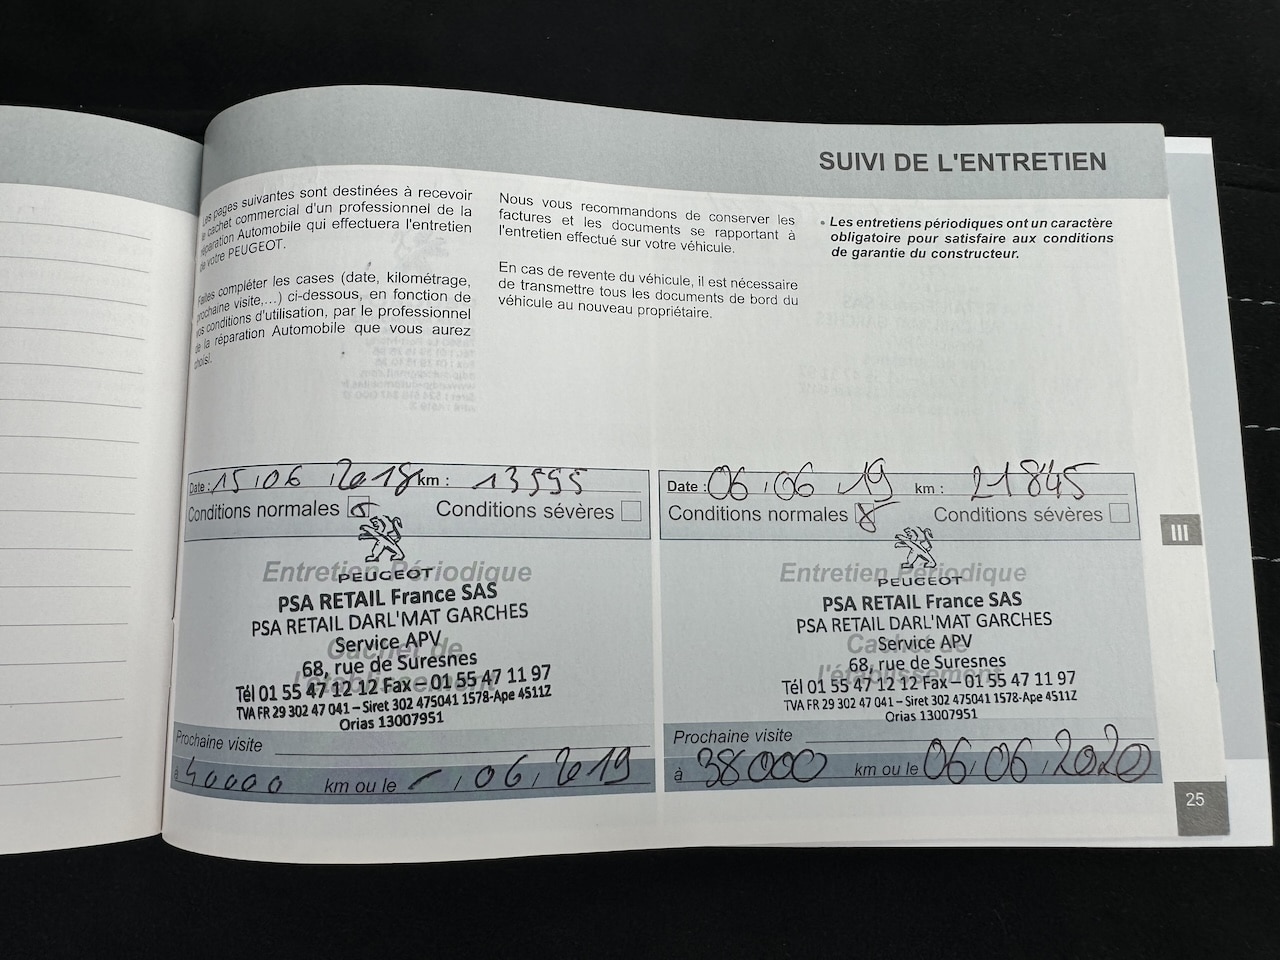 SUIVI DE L'ENTRETIEN
Les pages suivantes sont destinées à recevoir
le cachet commercial d'un professionnel de la
réparation Automobile qui effectuera l'entretien
de votre PEUGEOT.
Faites compléter les cases (date, kilométrage,
prochaine visite,...) ci-dessous, en fonction de
vos conditions d'utilisation, par le professionnel
de la réparation Automobile que vous aurez
choisi.
Nous vous recommandons de conserver les
factures et les documents se rapportant à
l'entretien effectué sur votre véhicule.
En cas de revente du véhicule, il est nécessaire
de transmettre tous les documents de bord du
véhicule au nouveau propriétaire.
• Les entretiens périodiques ont un caractère
obligatoire pour satisfaire aux conditions
de garantie du constructeur.
Date : 15 06 2018 km : 13595
Conditions normales Conditions sévères
Entretien Périodique
PEUGEOT
PSA RETAIL France SAS
PSA RETAIL DARL'MAT GARCHES
Service APV
Cachet de
68, rue de Suresnes
l'établissement
Tél 01 55 47 12 12 Fax – 01 55 47 11 97
TVA FR 29 302 47 041 – Siret 302 475041 1578-Ape 4511Z
Orias 13007951
Prochaine visite
à 40000 km ou le / 06 2019
Date : 06 06 19 km : 21845
Conditions normales Conditions sévères
Entretien Périodique
PEUGEOT
PSA RETAIL France SAS
PSA RETAIL DARL'MAT GARCHES
Service APV
Cachet de
68, rue de Suresnes
l'établissement
Tél 01 55 47 12 12 Fax – 01 55 47 11 97
TVA FR 29 302 47 041 – Siret 302 475041 1578-Ape 4511Z
Orias 13007951
Prochaine visite
à 38000 km ou le 06 06 2020
III
25